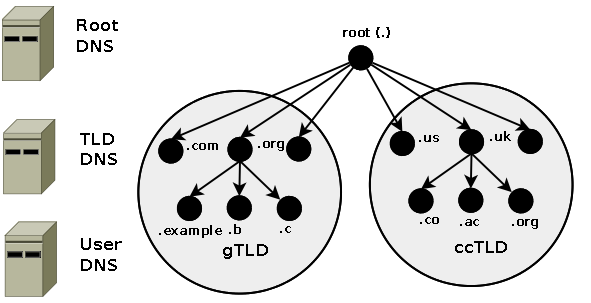 Root
DNS
root (.)
TLD
DNS
.com
.org
.us
.uk
.example
.b
.c
.co
.ac
.org
User
DNS
gTLD
ccTLD